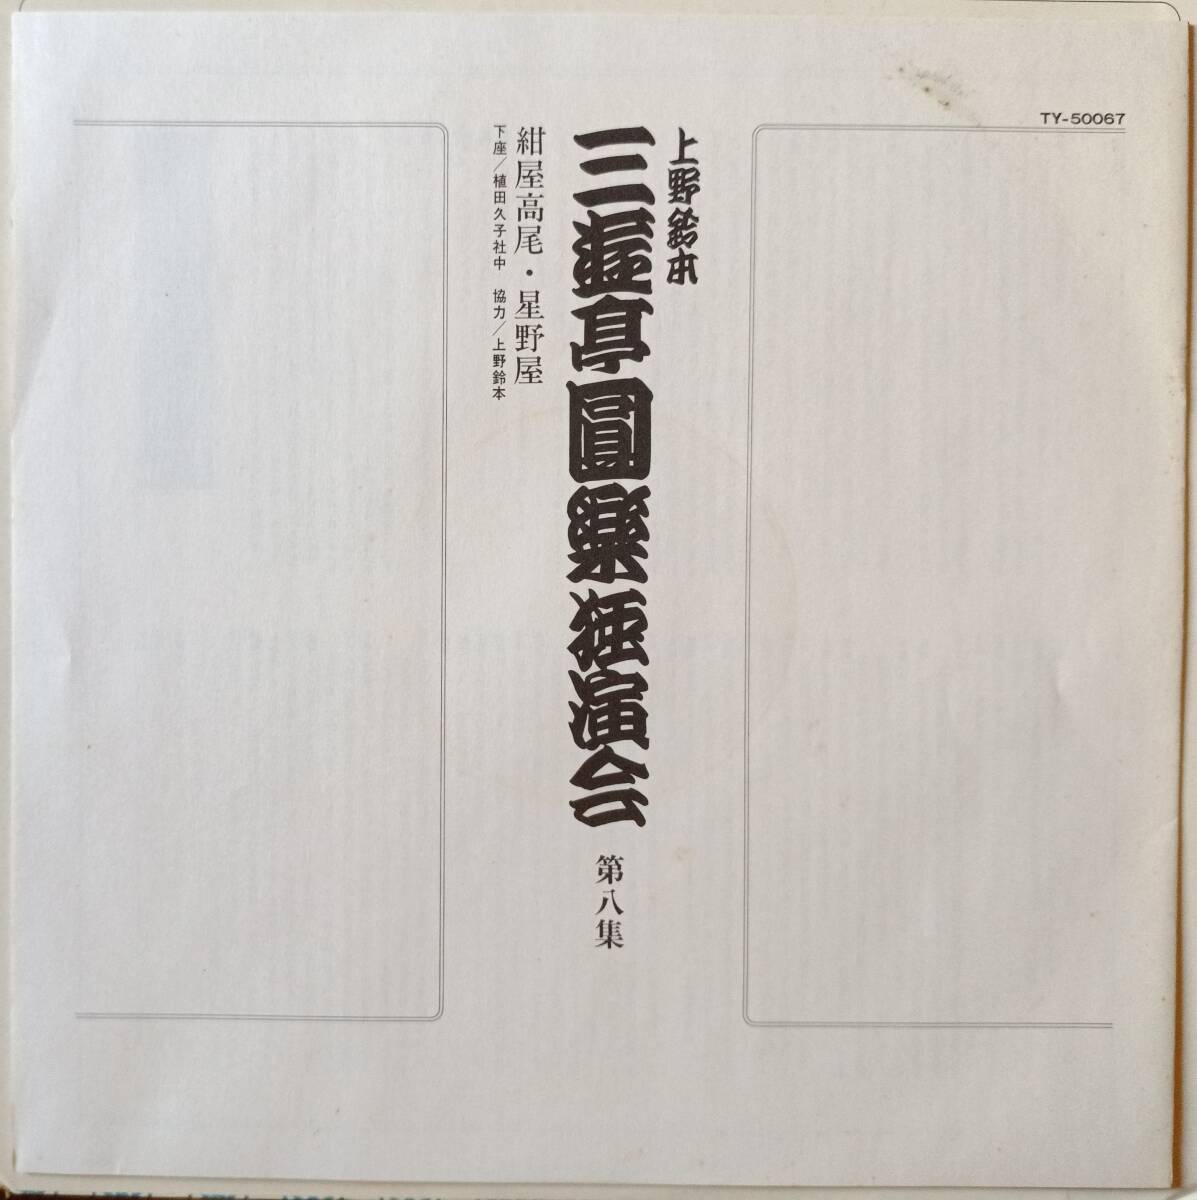 TY-50067
上野鈴本
三遊亭圓楽独演会 第八集
紺屋高尾・星野屋
下座／植田久子社中 協力／上野鈴本